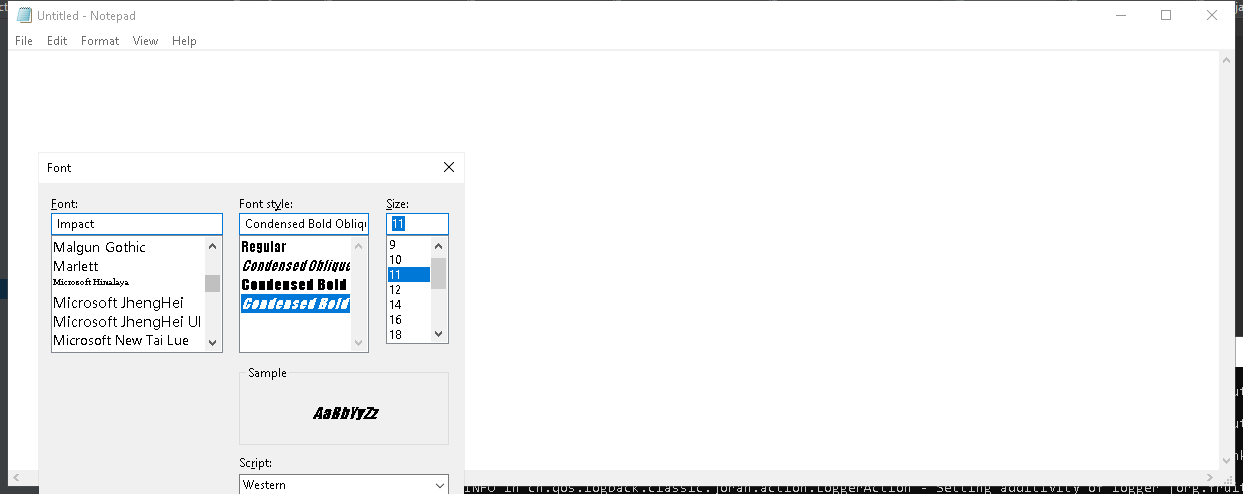 Untitled - Notepad
File Edit Format View Help
Font
Font: Font style: Size:
Impact Condensed Bold Obliqu 11
Malgun Gothic
Marlett
Microsoft Himalaya
Microsoft JhengHei
Microsoft JhengHei UI
Microsoft New Tai Lue
Regular
Condensed Oblique
Condensed Bold
Condensed Bold
9
10
11
12
14
16
18
Sample
AaBbYyZz
Script:
Western
INFO in ch.qos.logback.classic.joran.action.LoggerAction - Setting additivity of logger